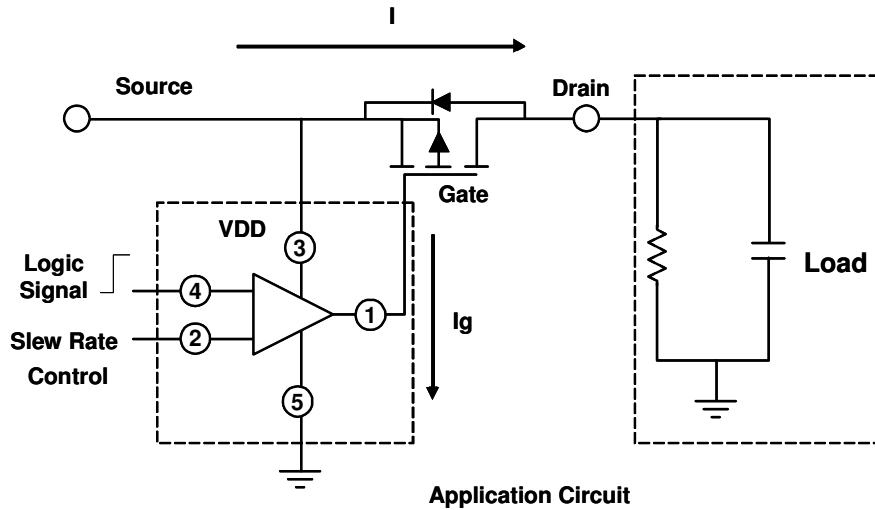 I
Source
Drain
Gate
VDD
3
Logic
Signal
4
1
Ig
Load
Slew Rate
Control
2
5
Application Circuit